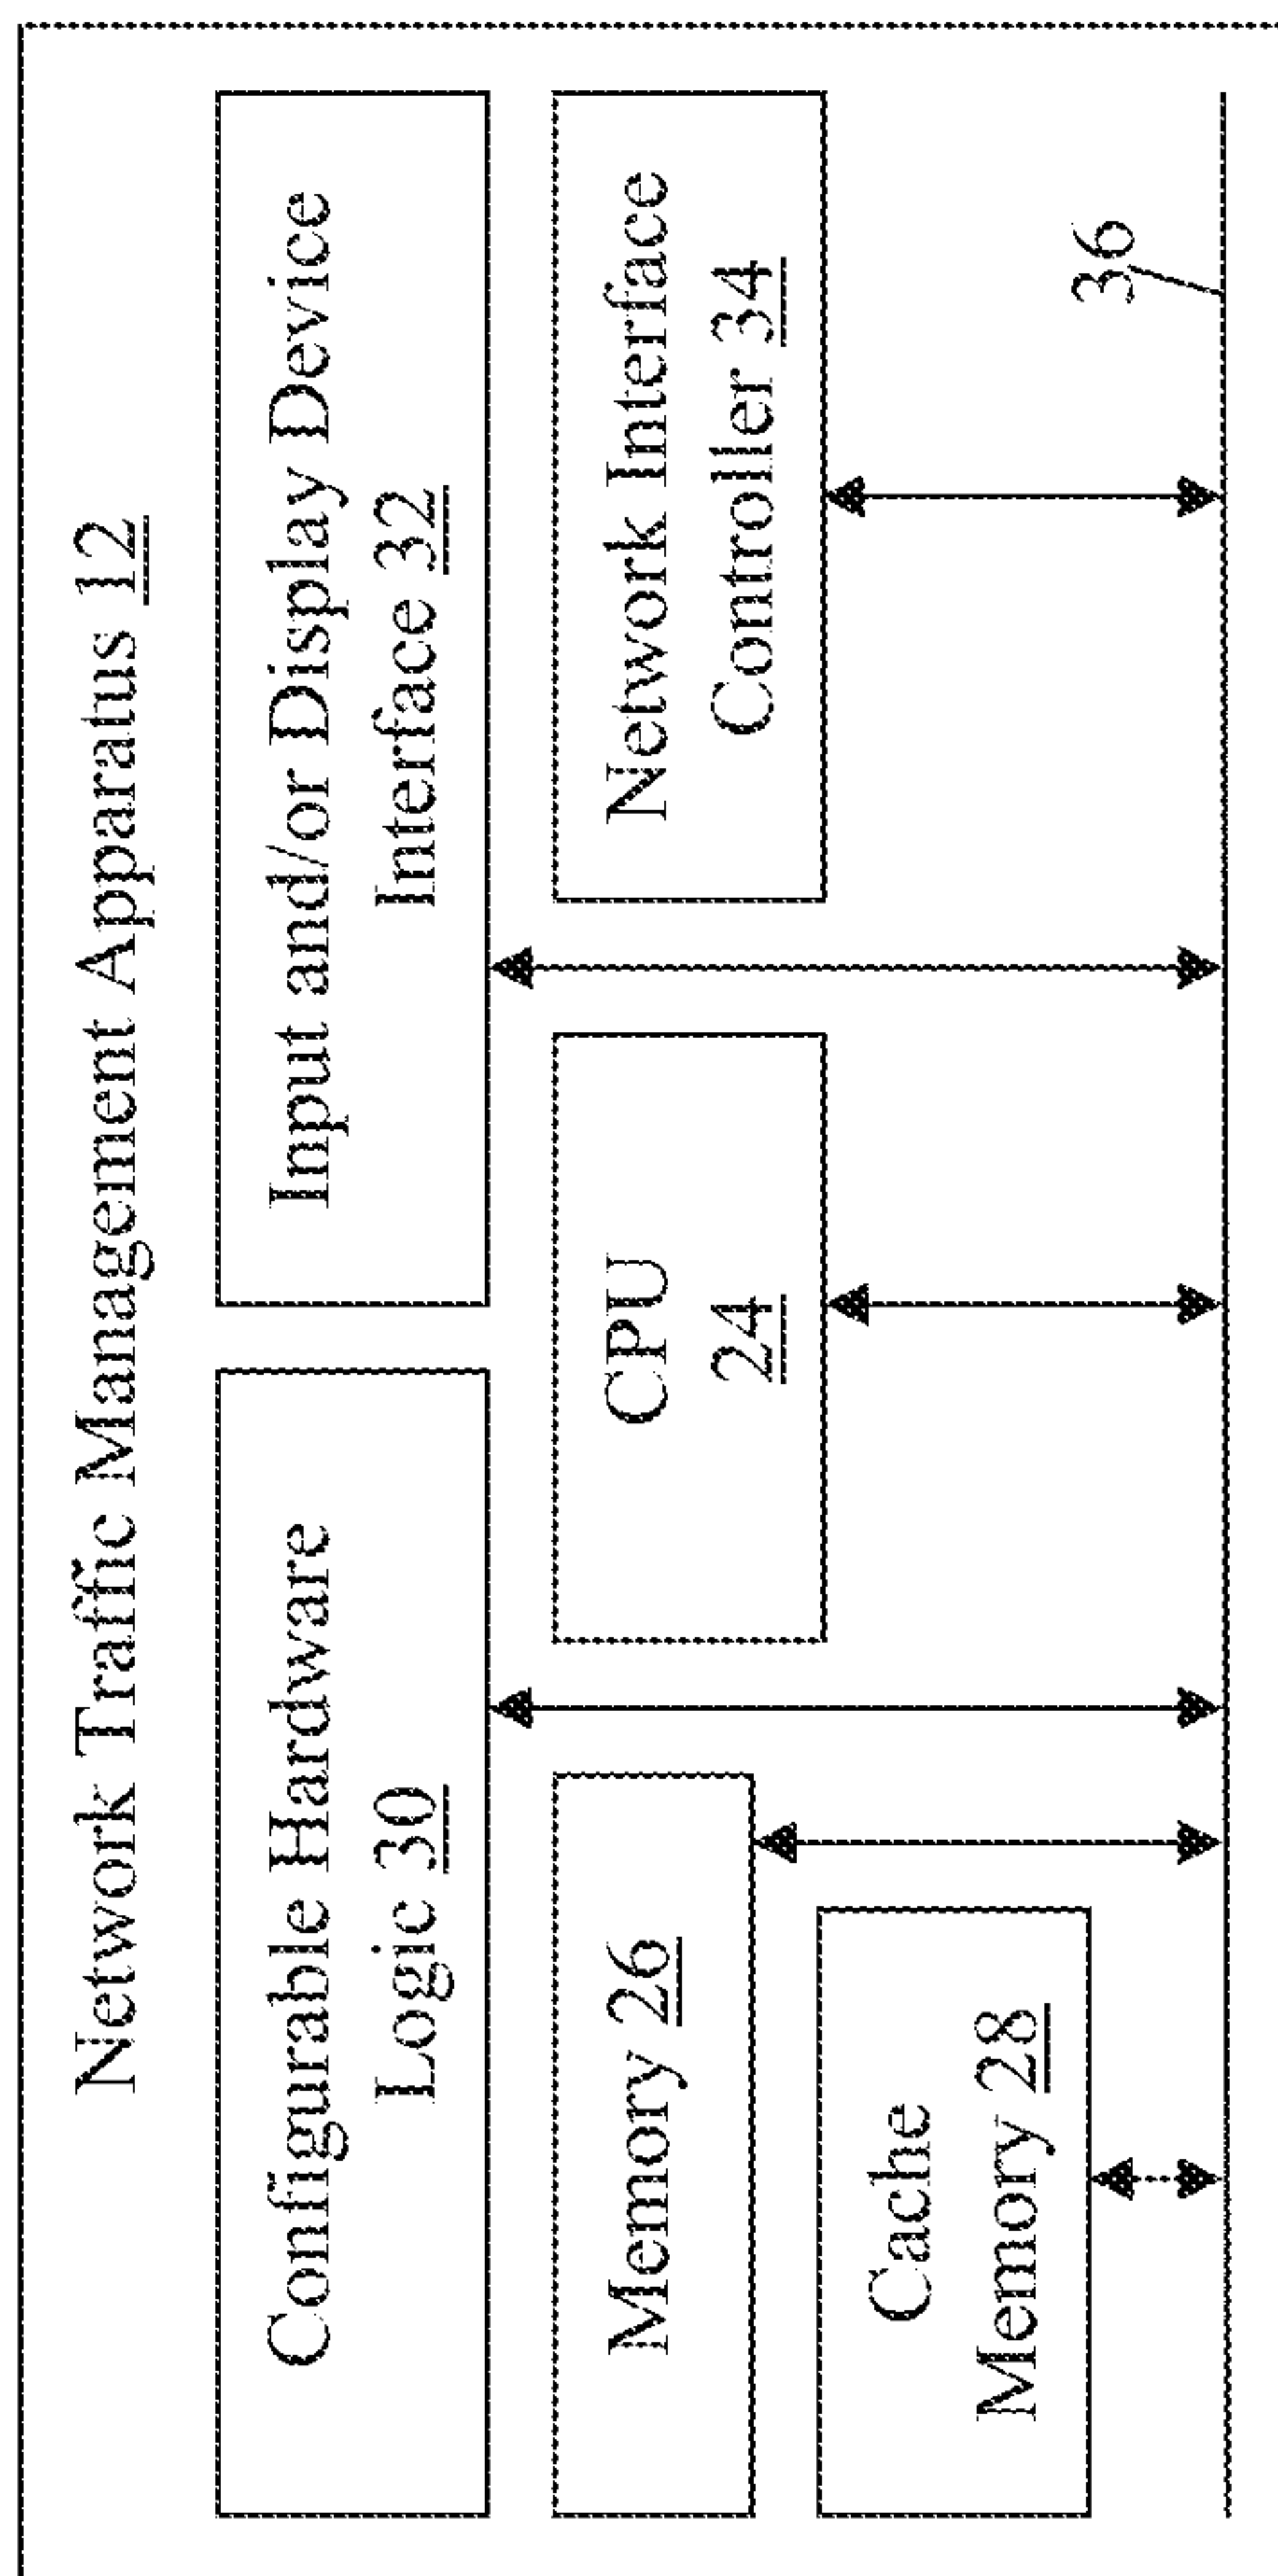 Network Traffic Management Apparatus 12
Configurable Hardware
Logic 30
Input and/or Display Device
Interface 32
Memory 26
CPU
24
Network Interface
Controller 34
Cache
Memory 28
36